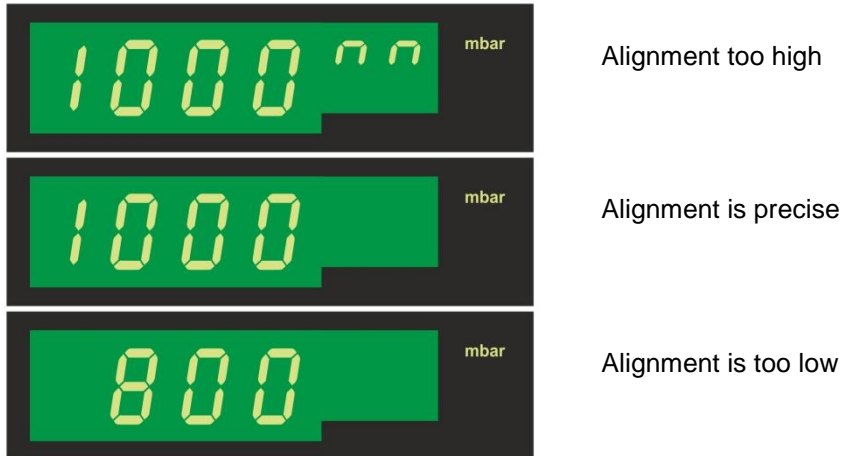 1000 mbar Alignment too high
1000 mbar Alignment is precise
800 mbar Alignment is too low